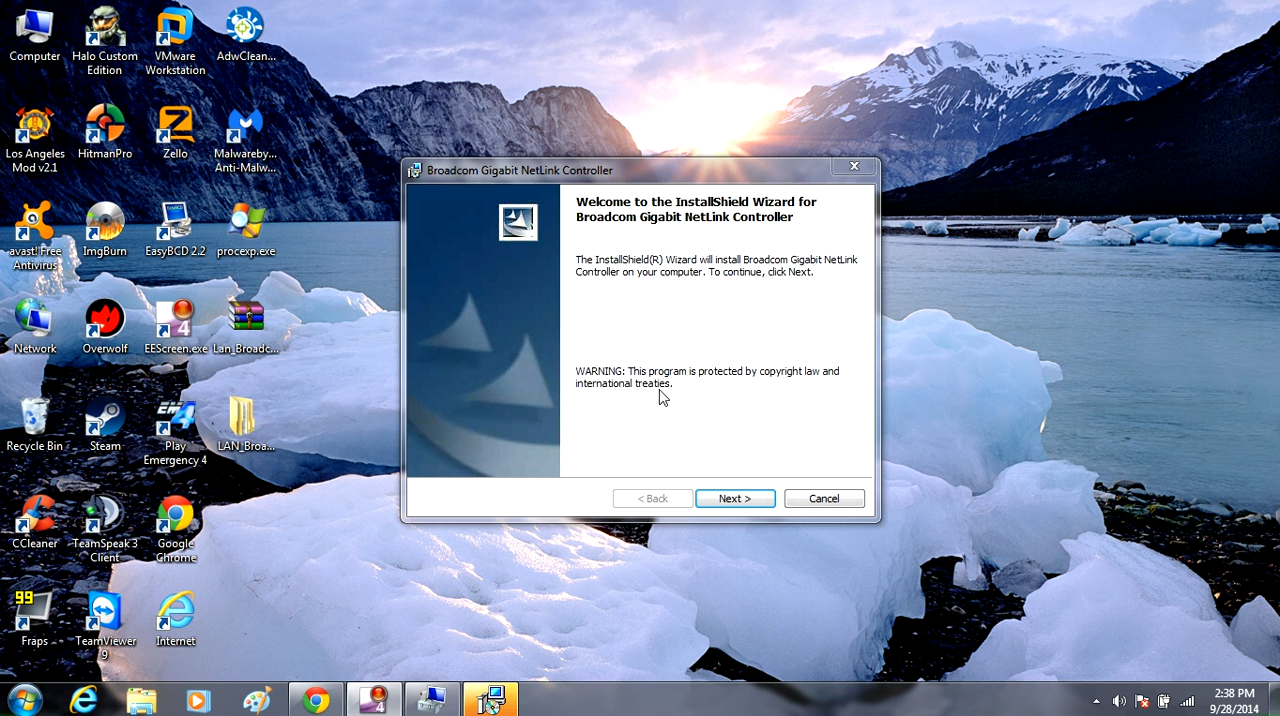 Computer
Halo Custom
Edition
VMware
Workstation
AdwClean...
Los Angeles
Mod v2.1
HitmanPro
Zello
Malwareby...
Anti-Malw...
avast! Free
Antivirus
ImgBurn
EasyBCD 2.2
procexp.exe
Network
Overwolf
EEScreen.exe
Lan_Broadc...
Recycle Bin
Steam
Play
Emergency 4
LAN_Broa...
CCleaner
TeamSpeak 3
Client
Google
Chrome
99
Fraps
TeamViewer
9
Internet
Broadcom Gigabit NetLink Controller
Welcome to the InstallShield Wizard for
Broadcom Gigabit NetLink Controller
The InstallShield(R) Wizard will install Broadcom Gigabit NetLink
Controller on your computer. To continue, click Next.
WARNING: This program is protected by copyright law and
international treaties.
< Back
Next >
Cancel
2:38 PM
9/28/2014